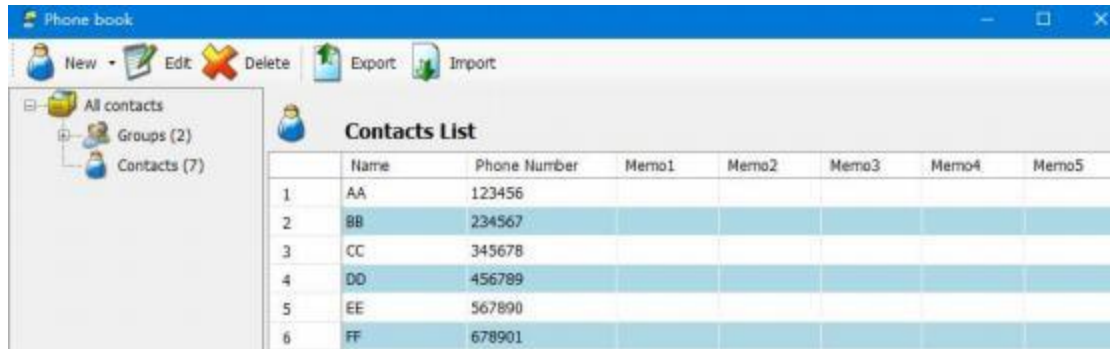 Phone book
New Edit Delete Export Import
All contacts
Groups (2)
Contacts (7)
Contacts List
Name Phone Number Memo1 Memo2 Memo3 Memo4 Memo5
1 AA 123456
2 BB 234567
3 CC 345678
4 DD 456789
5 EE 567890
6 FF 678901